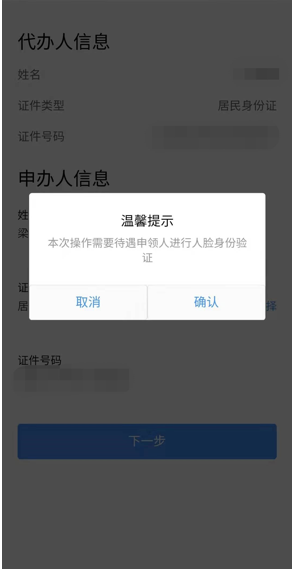 代办人信息
姓名
证件类型 居民身份证
证件号码
申办人信息
姓
梁
温馨提示
本次操作需要待遇申领人进行人脸身份验
证
取消 确认
证
居 择
证件号码
下一步